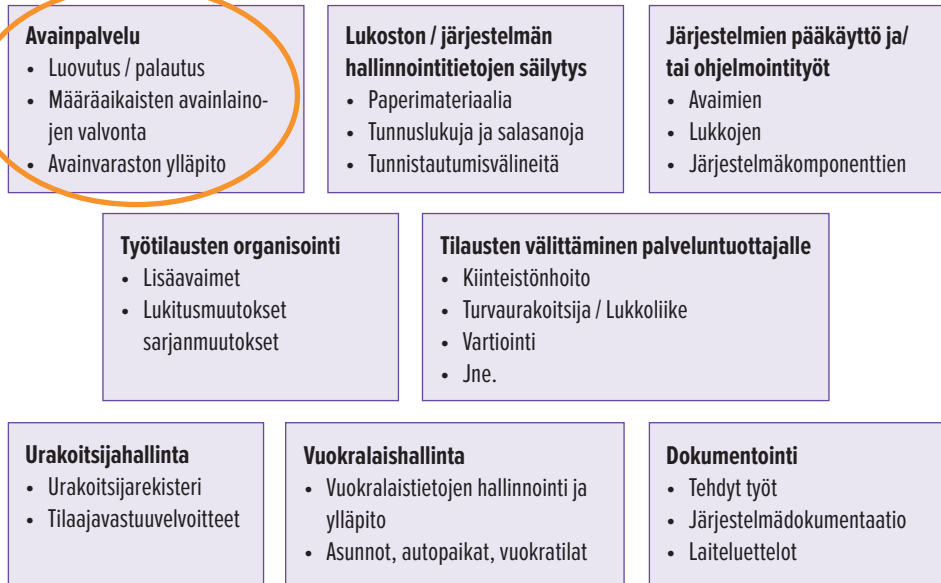 Avainpalvelu
• Luovutus / palautus
• Määräaikaisten avainlaino-
jen valvonta
• Avainvaraston ylläpito
Lukoston / järjestelmän
hallinnointitietojen säilytys
• Paperimateriaalia
• Tunnuslukuja ja salasanoja
• Tunnistautumisvälineitä
Järjestelmien pääkäyttö ja/
tai ohjelmointityöt
• Avaimien
• Lukkojen
• Järjestelmäkomponenttien
Työtilausten organisointi
• Lisäavaimet
• Lukitusmuutokset
sarjanmuutokset
Tilausten välittäminen palveluntuottajalle
• Kiinteistönhoito
• Turvaurakoitsija / Lukkoliike
• Vartiointi
• Jne.
Urakoitsijahallinta
• Urakoitsijarekisteri
• Tilaajavastuuvelvoitteet
Vuokralaishallinta
• Vuokralaistietojen hallinnointi ja
ylläpito
• Asunnot, autopaikat, vuokratilat
Dokumentointi
• Tehdyt työt
• Järjestelmädokumentaatio
• Laiteluettelot